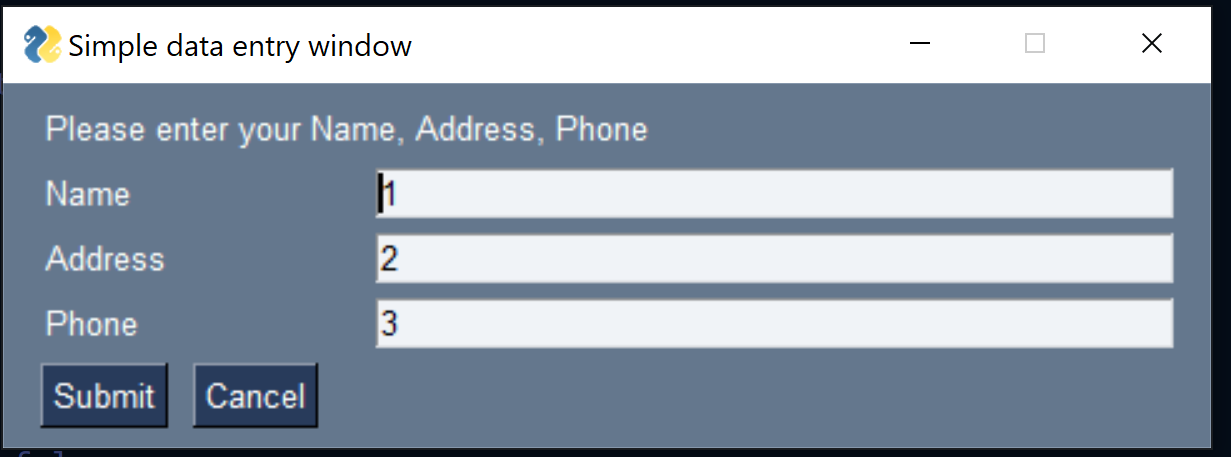 Simple data entry window
Please enter your Name, Address, Phone
Name 1
Address 2
Phone 3
Submit Cancel